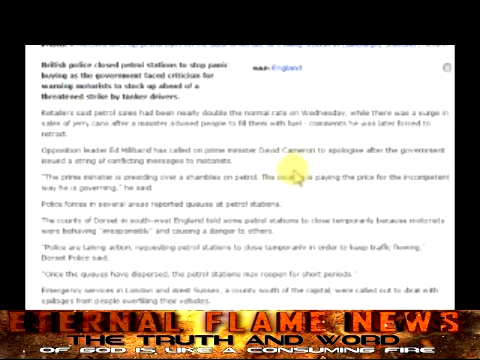 British police closed petrol stations to stop panic
buying as the government faced criticism for
warning motorists to stock up ahead of a
threatened strike by tanker drivers.
MAP: England
Retailers said petrol sales had been nearly double the normal rate on Wednesday, while there was a surge in
sales of jerry cans after a minister advised people to fill them with fuel - comments he was later forced to
retract.
Opposition leader Ed Miliband has called on prime minister David Cameron to apologise after the government
issued a string of conflicting messages to motorists.
"The prime minister is presiding over a shambles on petrol. The country is paying the price for the incompetent
way he is governing," he said.
Police forces in several areas reported queues at petrol stations.
The county of Dorset in south-west England told some petrol stations to close temporarily because motorists
were behaving "irresponsibly" and causing a danger to others.
"Police are taking action, requesting petrol stations to close temporarily in order to keep traffic flowing,"
Dorset Police said.
"Once the queues have dispersed, the petrol stations may reopen for short periods."
Emergency services in London and West Sussex, a county south of the capital, were called out to deal with
spillages from people overfilling their vehicles.
ETERNAL FLAME NEWS
THE TRUTH AND WORD
OF GOD IS LIKE A CONSUMING FIRE